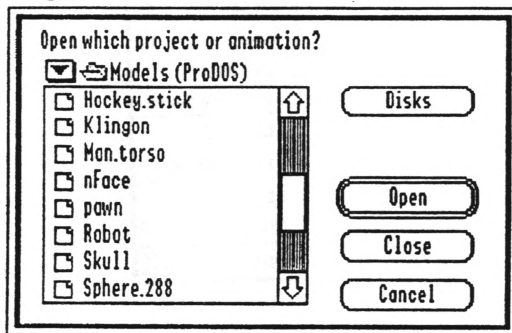 Open which project or animation?
Models (ProDOS)
Hockey.stick
Klingon
Man.torso
nFace
pawn
Robot
Skull
Sphere.288
Disks
Open
Close
Cancel